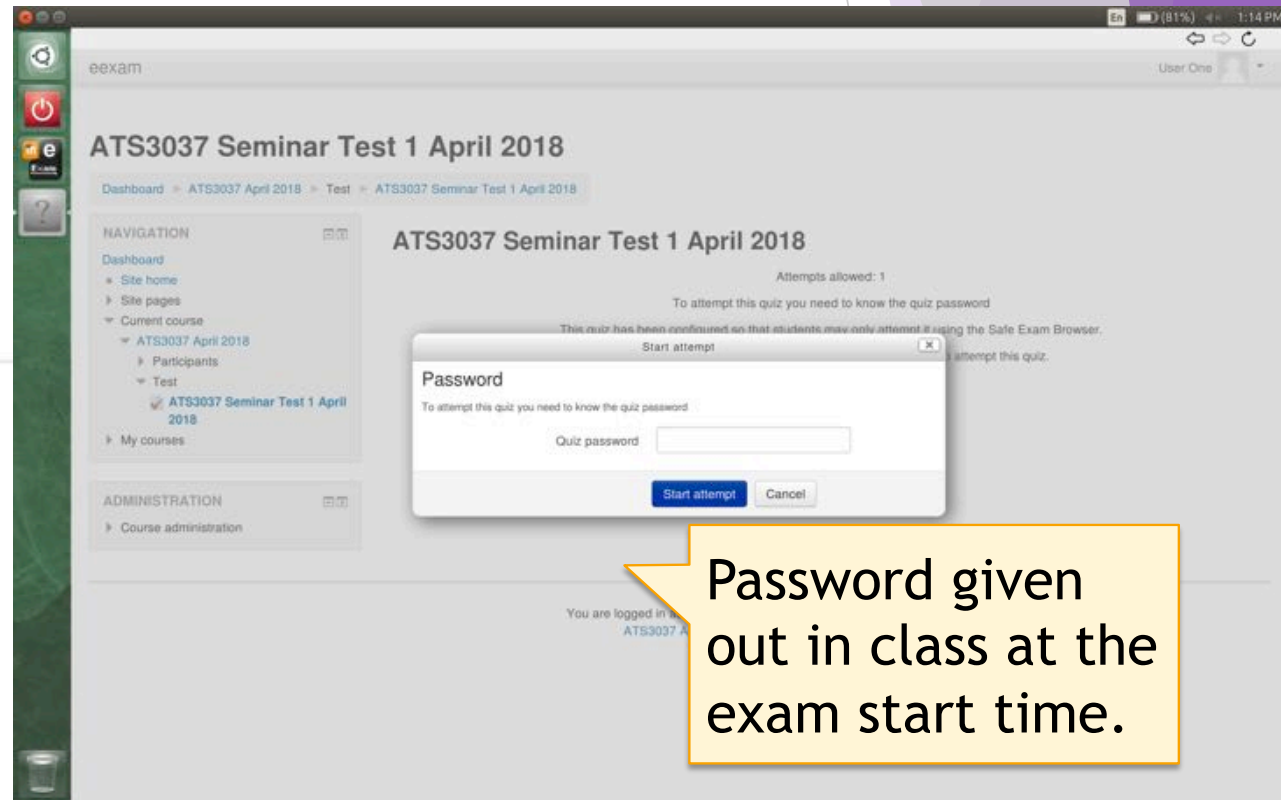 En (81%) 1:14 PM
eexam
User One
ATS3037 Seminar Test 1 April 2018
Dashboard ATS3037 April 2018 Test ATS3037 Seminar Test 1 April 2018
NAVIGATION
Dashboard
Site home
Site pages
Current course
ATS3037 April 2018
Participants
Test
ATS3037 Seminar Test 1 April
2018
My courses
ADMINISTRATION
Course administration
ATS3037 Seminar Test 1 April 2018
Attempts allowed: 1
To attempt this quiz you need to know the quiz password
This quiz has been configured so that students may only attempt it using the Safe Exam Browser.
attempt this quiz.
Start attempt
Password
To attempt this quiz you need to know the quiz password
Quiz password
Start attempt Cancel
You are logged in
ATS3037
Password given
out in class at the
exam start time.
e
Exam
?